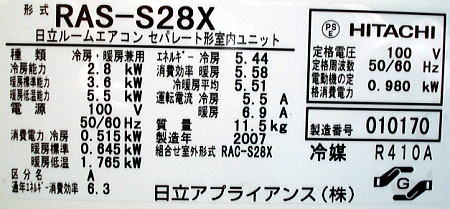 形式 RAS-S28X
日立ルームエアコン セパレート形室内ユニット
種類 冷房・暖房兼用
冷房能力 2.8 kW
暖房標準能力 3.6 kW
暖房低温能力 5.5 kW
電源 100 V
50/60 Hz
消費電力 冷房 0.515 kW
暖房標準 0.645 kW
暖房低温 1.765 kW
区分名 A
通年エネルギー消費効率 6.3
エネルギー 冷房 5.44
消費効率 暖房 5.58
冷暖房平均 5.51
運転電流 冷房 5.5 A
暖房 6.9 A
質量 11.5kg
製造年 2007
組合せ室外形式 RAC-S28X
日立アプライアンス(株)
PSE HITACHI
定格電圧 100 V
定格周波数 50/60 Hz
電動機の定格消費電力 0.980 kW
製造番号 010170
冷媒 R410A
G